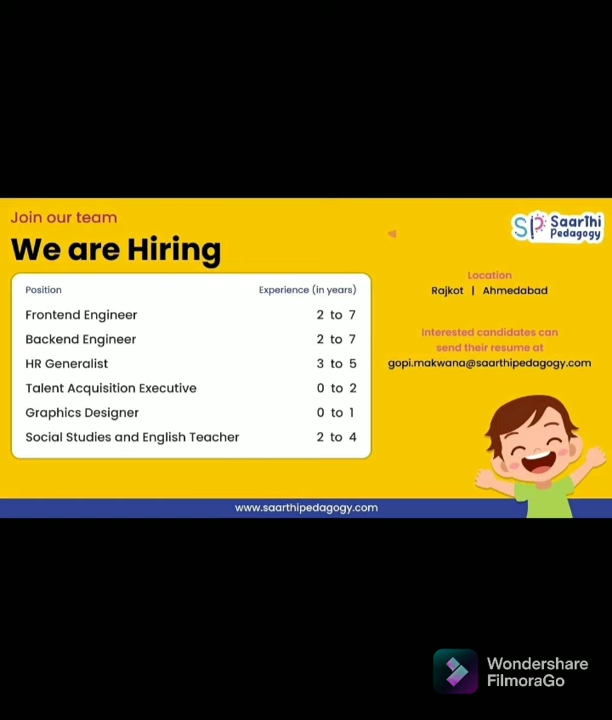 Join our team
We are Hiring
Position Experience (in years)
Frontend Engineer 2 to 7
Backend Engineer 2 to 7
HR Generalist 3 to 5
Talent Acquisition Executive 0 to 2
Graphics Designer 0 to 1
Social Studies and English Teacher 2 to 4
SP Saarthi
Pedagogy
Location
Rajkot | Ahmedabad
Interested candidates can
send their resume at
gopi.makwana@saarthipedagogy.com
www.saarthipedagogy.com
Wondershare
FilmoraGo